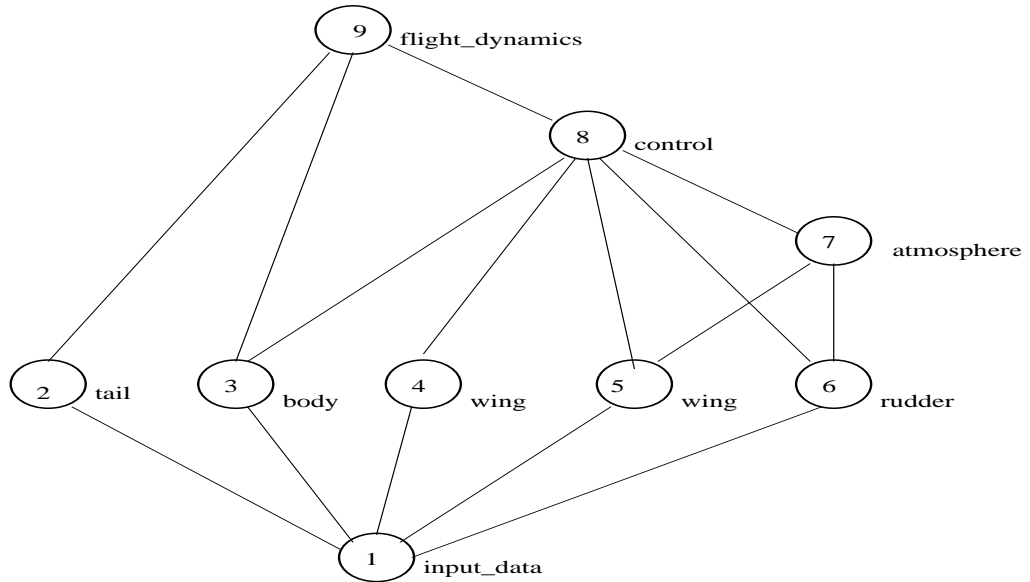 9 flight_dynamics
8 control
7 atmosphere
2 tail
3 body
4 wing
5 wing
6 rudder
1 input_data